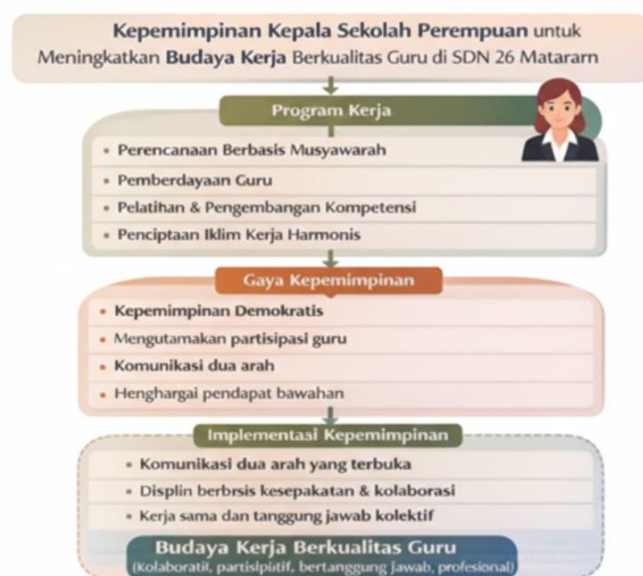 Kepemimpinan Kepala Sekolah Perempuan untuk
Meningkatkan Budaya Kerja Berkualitas Guru di SDN 26 Matararn
Program Kerja
• Perencanaan Berbasis Musyawarah
• Pemberdayaan Guru
• Pelatihan & Pengembangan Kompetensi
• Penciptaan Iklim Kerja Harmonis
Gaya Kepemimpinan
• Kepemimpinan Demokratis
• Mengutamakan partisipasi guru
• Komunikasi dua arah
• Henghargai pendapat bawahan
Implementasi Kepemimpinan
• Komunikasi dua arah yang terbuka
• Displin berbrsis kesepakatan & kolaborasi
• Kerja sama dan tanggung jawab kolektif
Budaya Kerja Berkualitas Guru
(Kolaboratif, partisipiitif, bertanggung jawab, profesional)